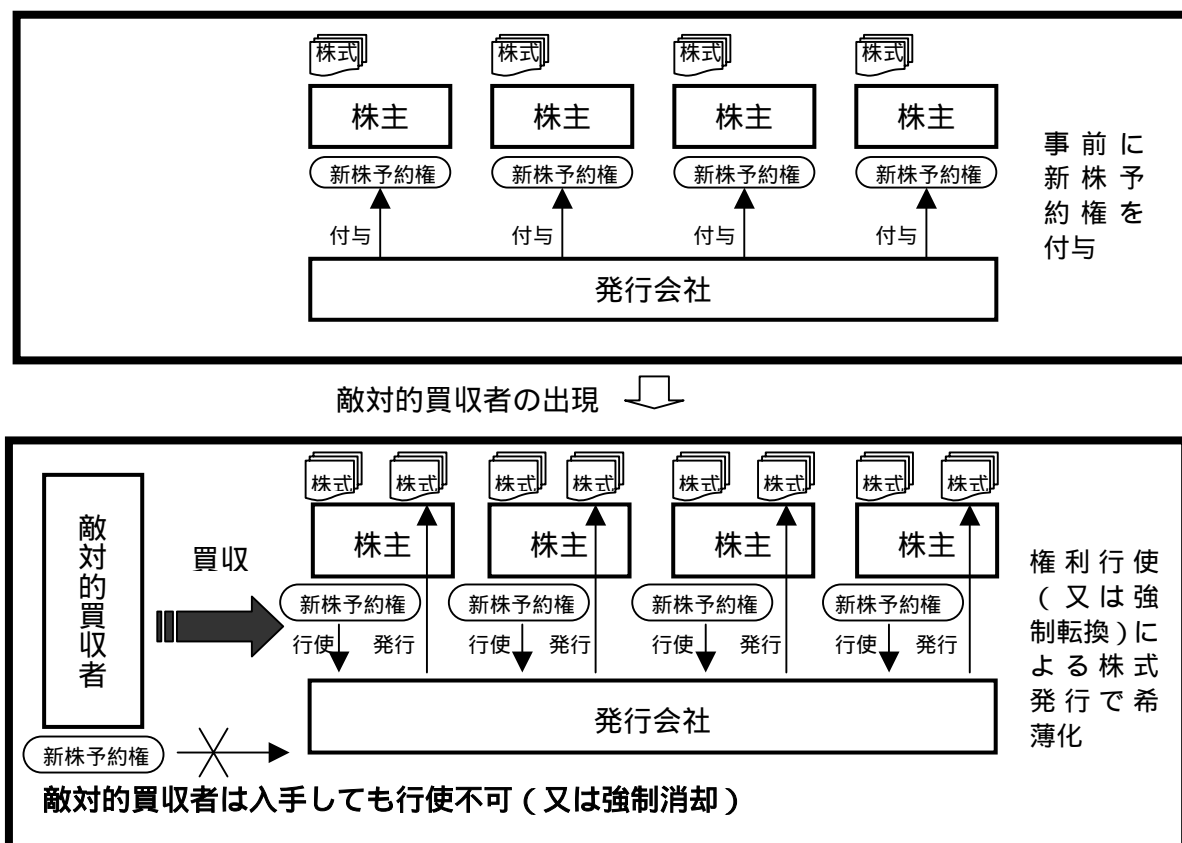 株式 株式 株式 株式
株主 株主 株主 株主
新株予約権 新株予約権 新株予約権 新株予約権
付与 付与 付与 付与
発行会社
事前に
新株予
約権を
付与
敵対的買収者の出現
敵対的買収者
買収
株式 株式 株式 株式 株式 株式 株式 株式
株主 株主 株主 株主
新株予約権 新株予約権 新株予約権 新株予約権
行使 発行 行使 発行 行使 発行 行使 発行
発行会社
権利行使
(又は強
制転換)に
よる株式
発行で希
薄化
新株予約権
敵対的買収者は入手しても行使不可(又は強制消却)